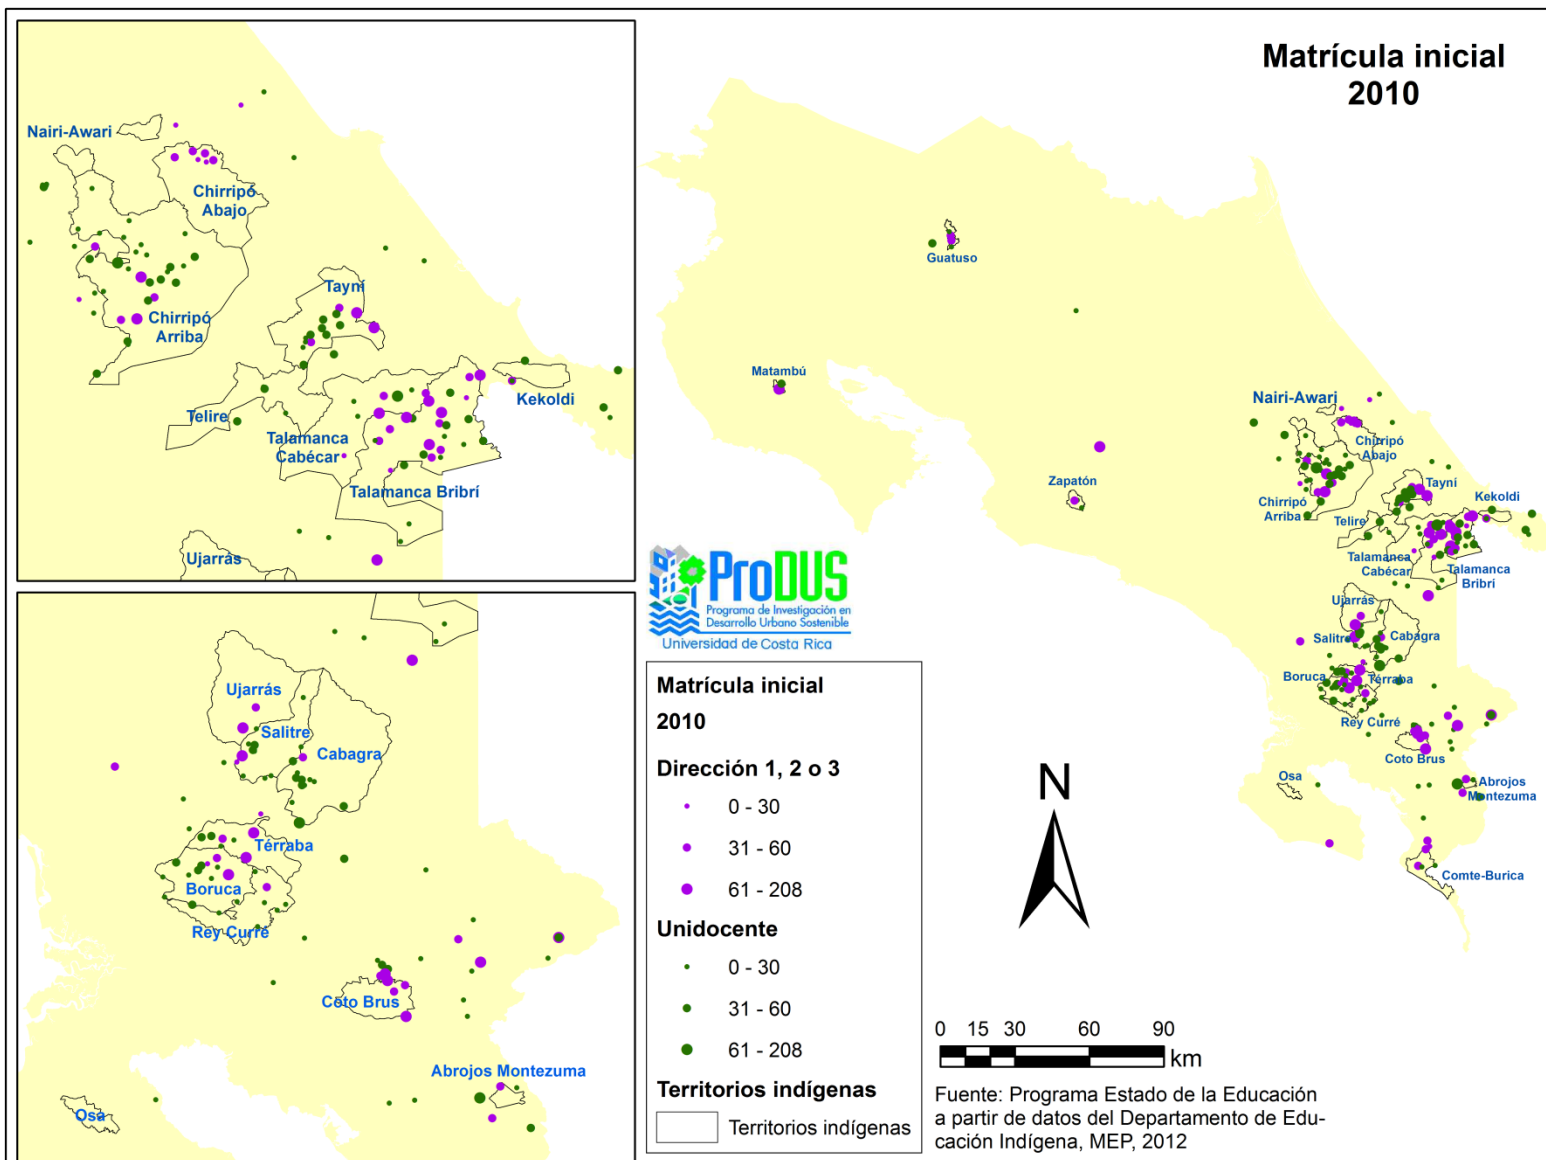 Matrícula inicial
2010
Nairi-Awari
Chirripó
Abajo
Chirripó
Arriba
Tayní
Telire
Talamanca
Cabécar
Talamanca Bribrí
Kekoldi
Ujarrás
Ujarrás
Salitre
Cabagra
Térraba
Boruca
Rey Curré
Coto Brus
Abrojos Montezuma
Osa
Guatuso
Matambú
Zapatón
Nairi-Awari
Chirripó
Abajo
Chirripó
Arriba
Tayní
Kekoldi
Telire
Talamanca
Cabécar
Talamanca
Bribrí
Ujarrás
Salitre
Cabagra
Boruca
Térraba
Rey Curré
Coto Brus
Osa
Abrojos
Montezuma
Comte-Burica
ProDUS
Programa de Investigación en
Desarrollo Urbano Sostenible
Universidad de Costa Rica
Matrícula inicial
2010
Dirección 1, 2 o 3
0 - 30
31 - 60
61 - 208
Unidocente
0 - 30
31 - 60
61 - 208
Territorios indígenas
Territorios indígenas
N
0 15 30 60 90
km
Fuente: Programa Estado de la Educación
a partir de datos del Departamento de Edu-
cación Indígena, MEP, 2012